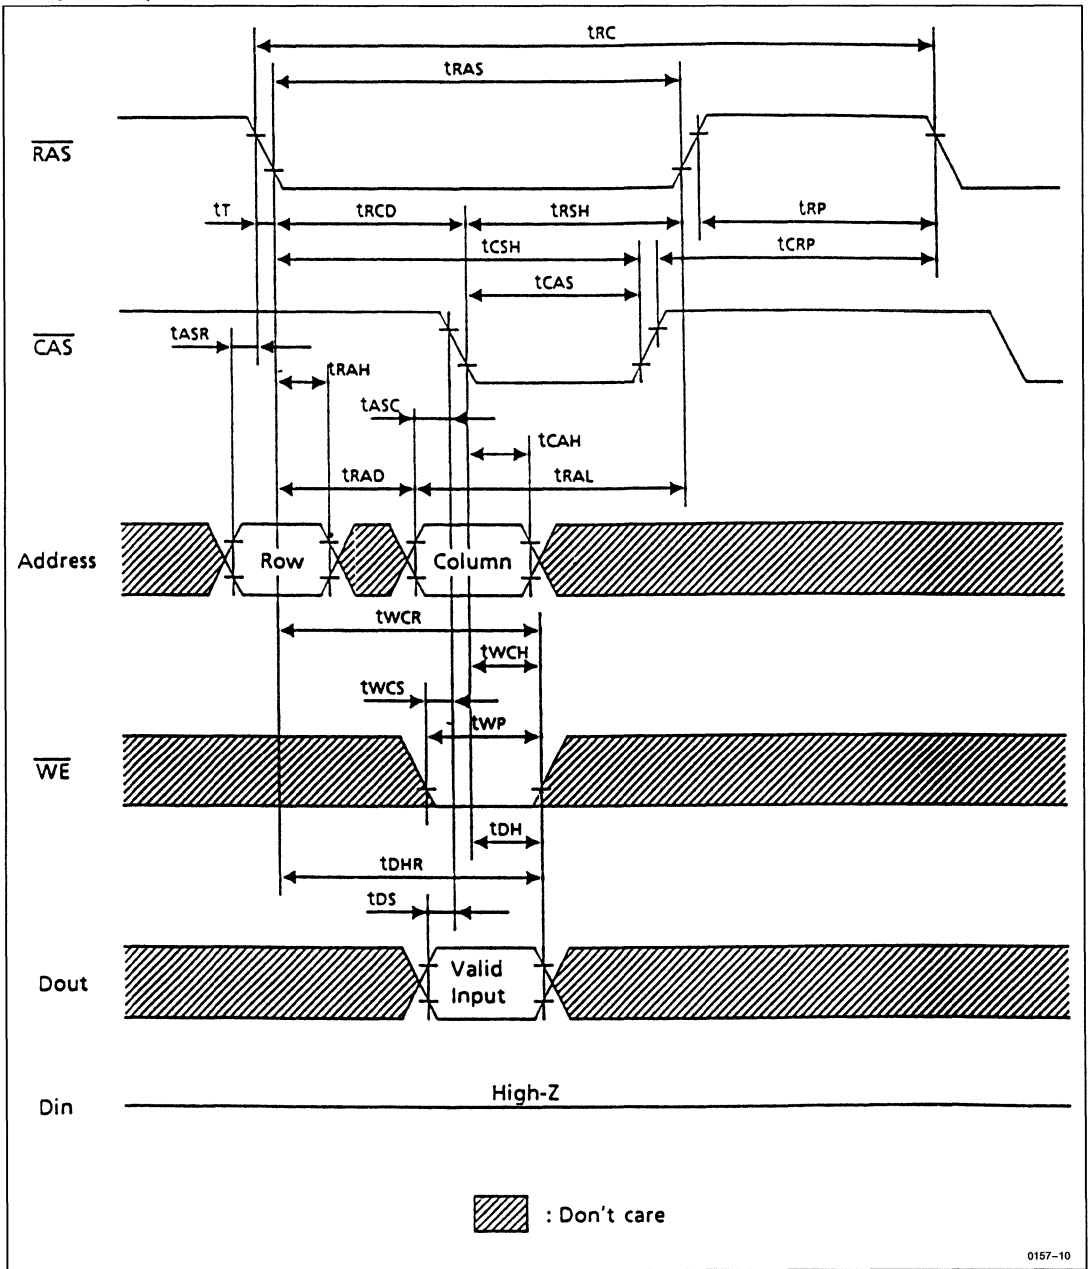 tRC
tRAS
RAS
tT
tRCD
tRSH
tRP
tCSH
tCRP
tCAS
CAS
tASR
tRAH
tASC
tCAH
tRAD
tRAL
Address
Row
Column
tWCR
tWCH
tWCS
tWP
WE
tDH
tDHR
tDS
Dout
Valid
Input
High-Z
Din
: Don't care
0157–10